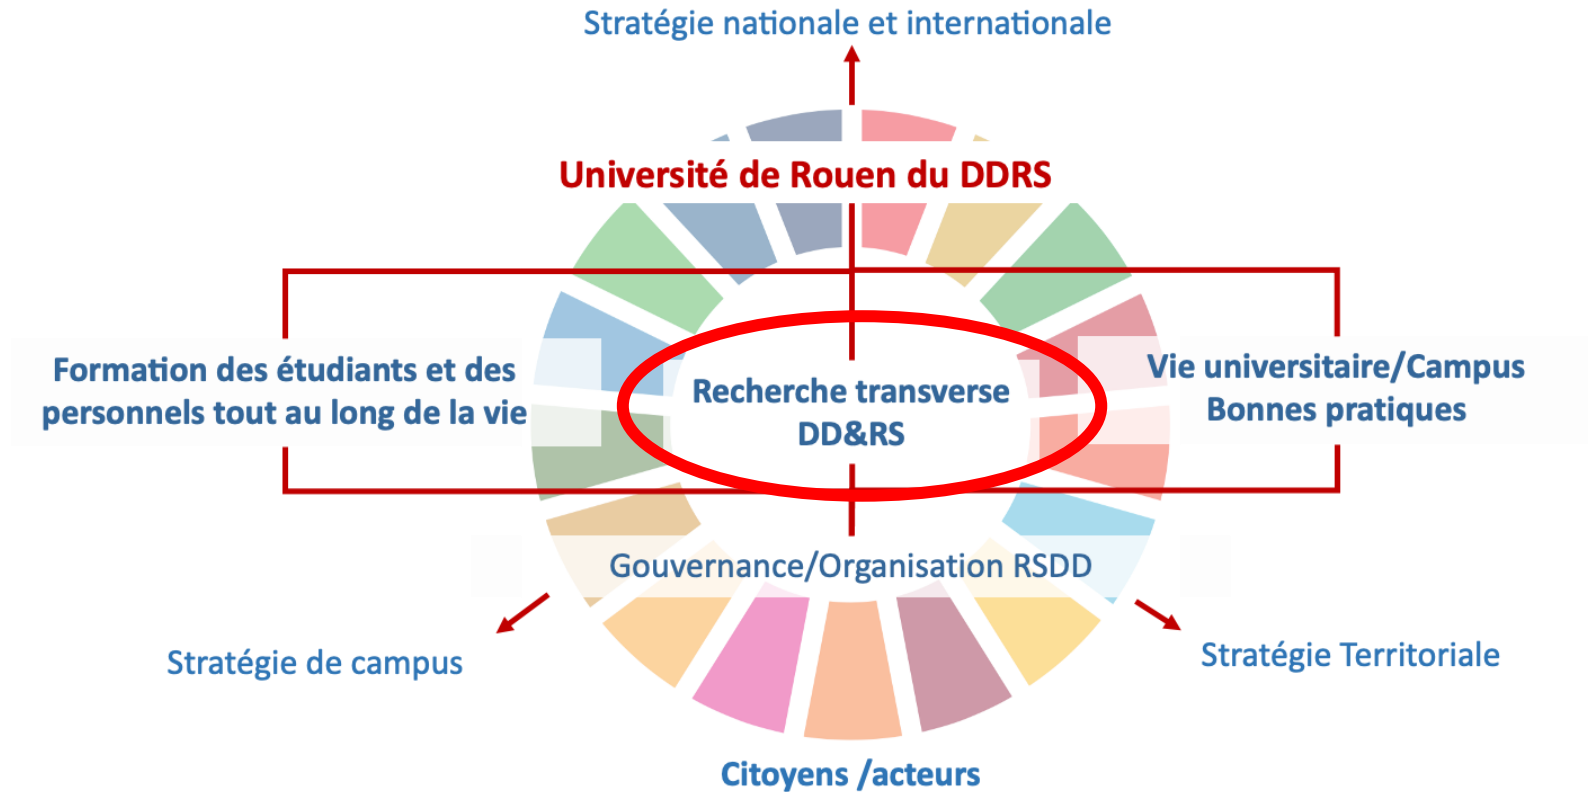 Stratégie nationale et internationale
Université de Rouen du DDRS
Formation des étudiants et des
personnels tout au long de la vie
Recherche transverse
DD&RS
Vie universitaire/Campus
Bonnes pratiques
Gouvernance/Organisation RSDD
Stratégie de campus
Stratégie Territoriale
Citoyens /acteurs